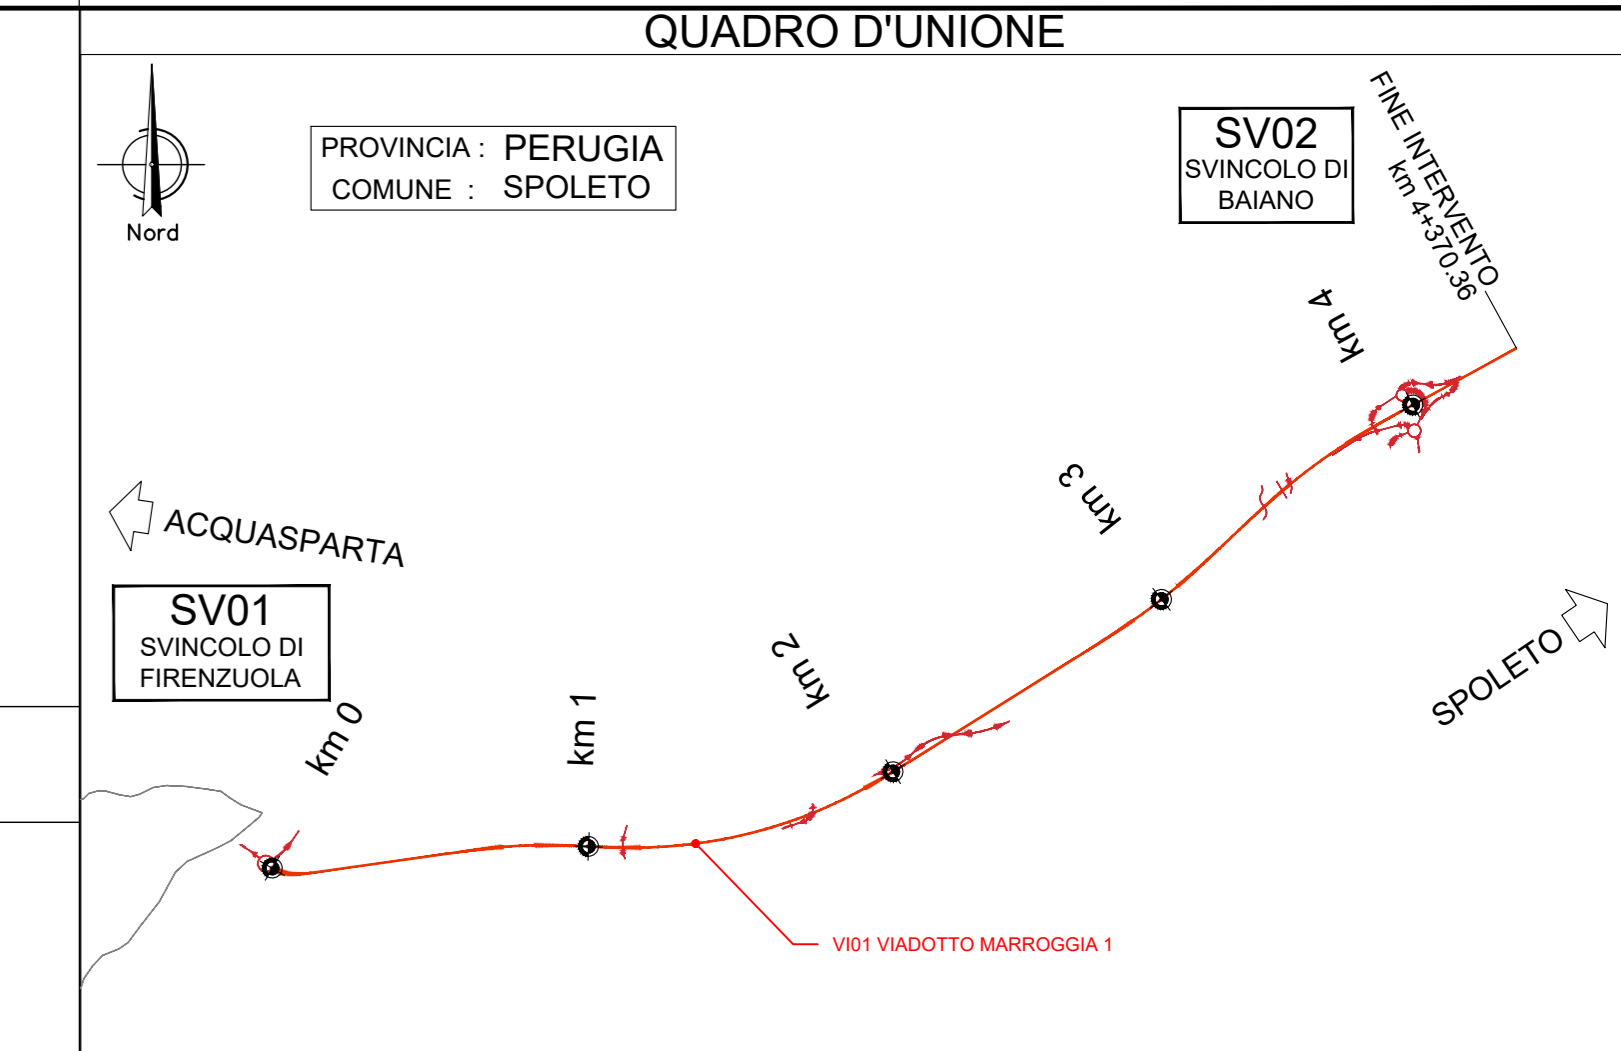 QUADRO D'UNIONE
PROVINCIA : PERUGIA
COMUNE : SPOLETO
Nord
SV02
SVINCOLO DI
BAIANO
FINE INTERVENTO
km 4+370.36
km 4
km 3
ACQUASPARTA
SV01
SVINCOLO DI
FIRENZUOLA
km 2
SPOLETO
km 1
km 0
VI01 VIADOTTO MARROGGIA 1